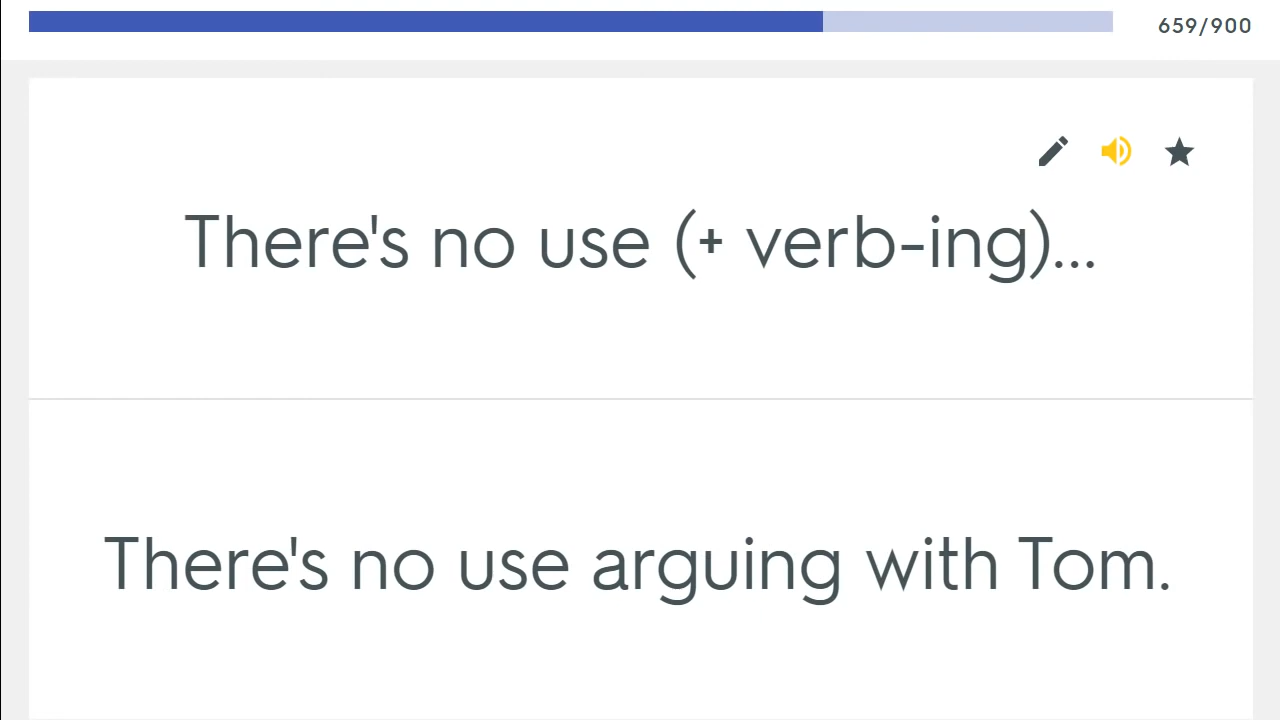 659/900
There's no use (+ verb-ing)...
There's no use arguing with Tom.